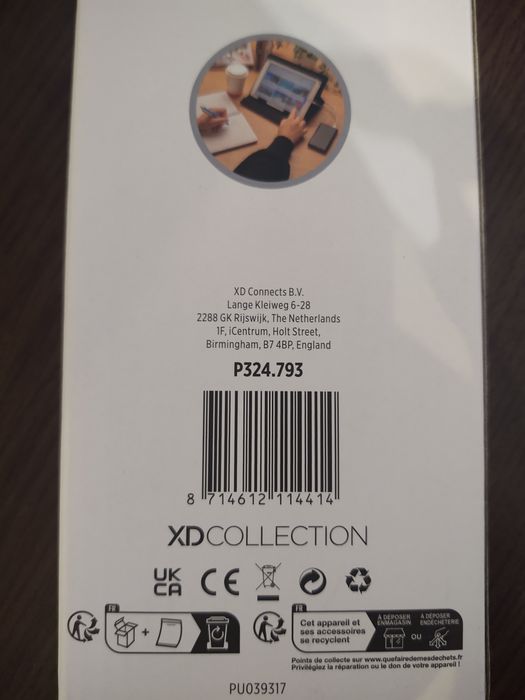 XD Connects B.V.
Lange Kleiweg 6-28
2288 GK Rijswijk, The Netherlands
1F, iCentrum, Holt Street,
Birmingham, B7 4BP, England
P324.793
8 714612 114414
XDCOLLECTION
UK
CA
CE
FR
+
FR
Cet appareil et
ses accessoires
se recyclent
À DÉPOSER
EN MAGASIN
OU
À DÉPOSER
EN DÉCHÈTERIE
Points de collecte sur www.quefairedemesdechets.fr
Privilégiez la réparation ou le don de votre appareil !
PU039317